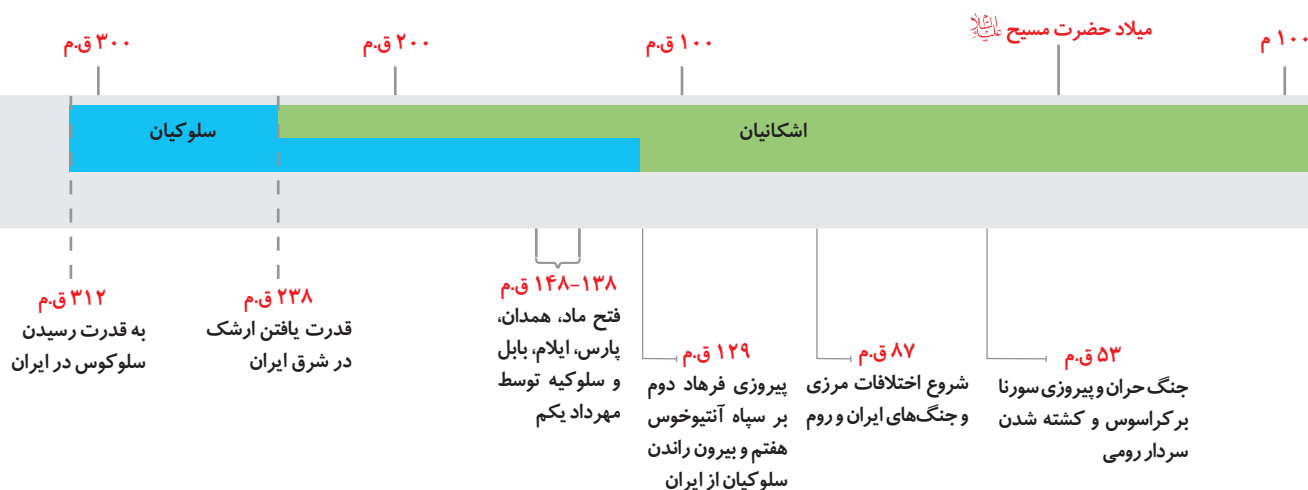 ۳۰۰ ق.م
۲۰۰ ق.م
۱۰۰ ق.م
میلاد حضرت مسیح علیه‌السلام
۱۰۰ م
سلوکیان
اشکانیان
۳۱۲ ق.م
به قدرت رسیدن
سلوکوس در ایران
۲۳۸ ق.م
قدرت یافتن ارشک
در شرق ایران
۱۴۸–۱۳۸ ق.م
فتح ماد، همدان،
پارس، ایلام، بابل
و سلوکیه توسط
مهرداد یکم
۱۲۹ ق.م
پیروزی فرهاد دوم
بر سپاه آنتیوخوس
هفتم و بیرون راندن
سلوکیان از ایران
۸۷ ق.م
شروع اختلافات مرزی
و جنگ‌های ایران و روم
۵۳ ق.م
جنگ حران و پیروزی سورنا
بر کراسوس و کشته شدن
سردار رومی